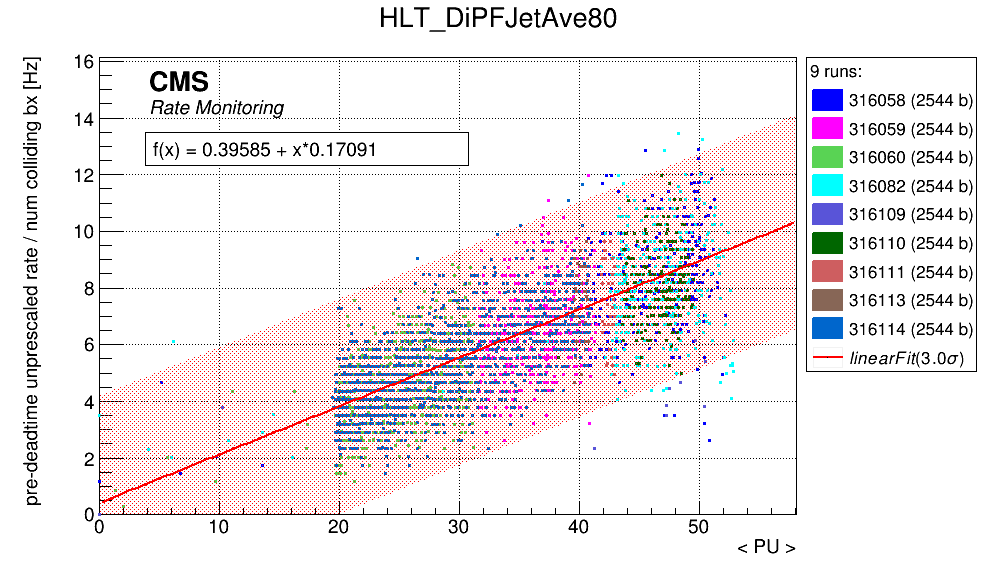 HLT_DiPFJetAve80
pre-deadtime unprescaled rate / num colliding bx [Hz]
CMS
Rate Monitoring
f(x) = 0.39585 + x*0.17091
16
14
12
10
8
6
4
2
0
0 10 20 30 40 50
< PU >
9 runs:
316058 (2544 b)
316059 (2544 b)
316060 (2544 b)
316082 (2544 b)
316109 (2544 b)
316110 (2544 b)
316111 (2544 b)
316113 (2544 b)
316114 (2544 b)
linearFit(3.0σ)